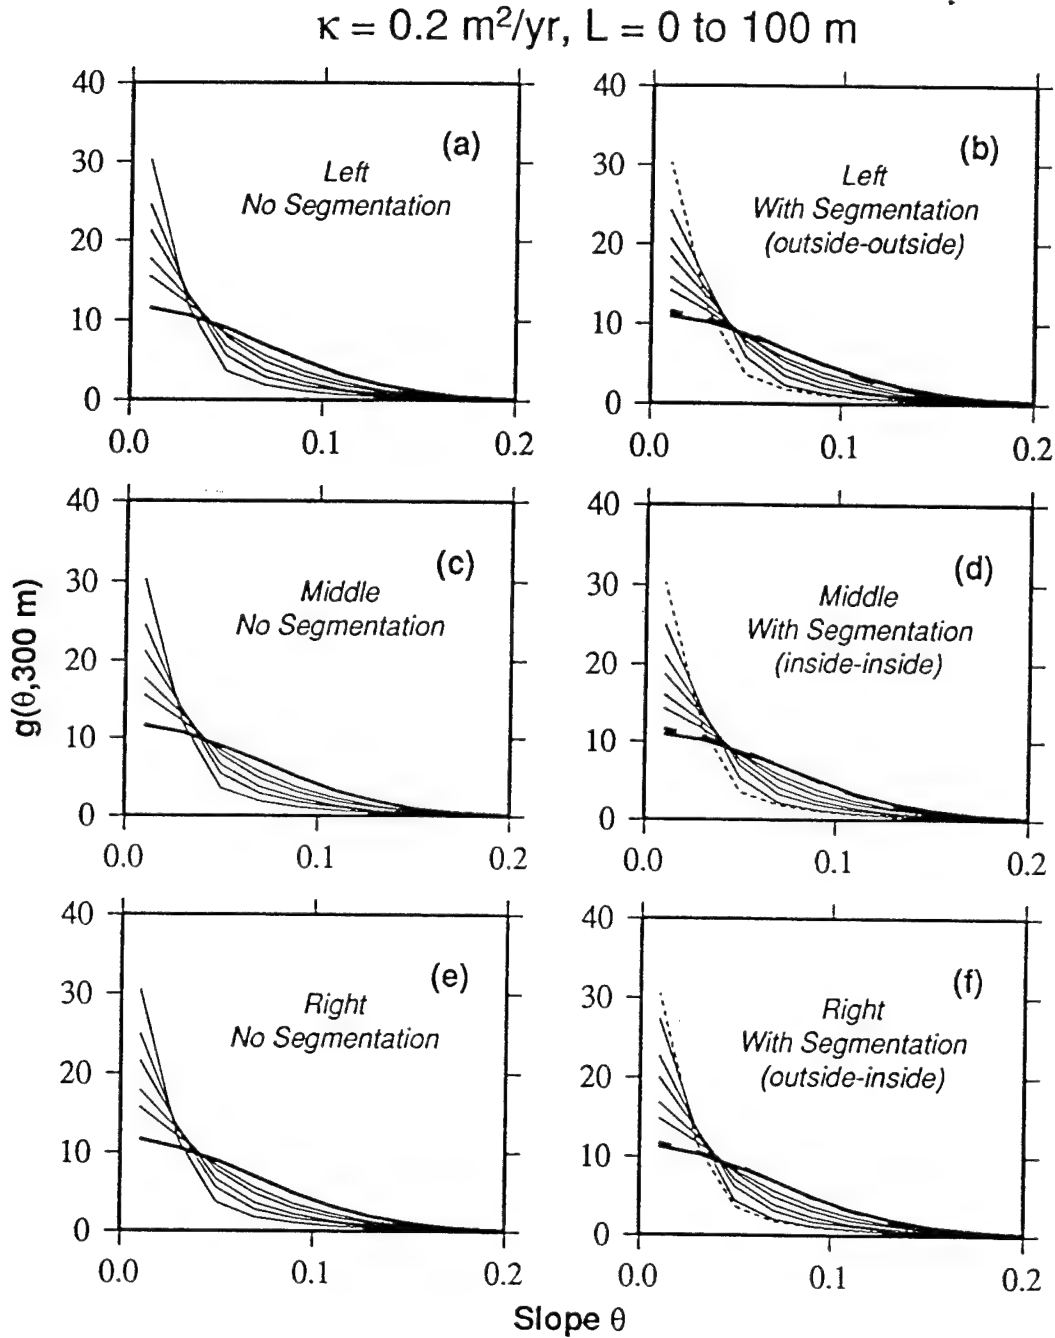 κ = 0.2 m²/yr, L = 0 to 100 m
40
30
20
10
0
0.0
0.1
0.2
(a)
Left
No Segmentation
40
30
20
10
0
0.0
0.1
0.2
(b)
Left
With Segmentation
(outside-outside)
g(θ,300 m)
40
30
20
10
0
0.0
0.1
0.2
(c)
Middle
No Segmentation
40
30
20
10
0
0.0
0.1
0.2
(d)
Middle
With Segmentation
(inside-inside)
40
30
20
10
0
0.0
0.1
0.2
(e)
Right
No Segmentation
40
30
20
10
0
0.0
0.1
0.2
(f)
Right
With Segmentation
(outside-inside)
Slope θ